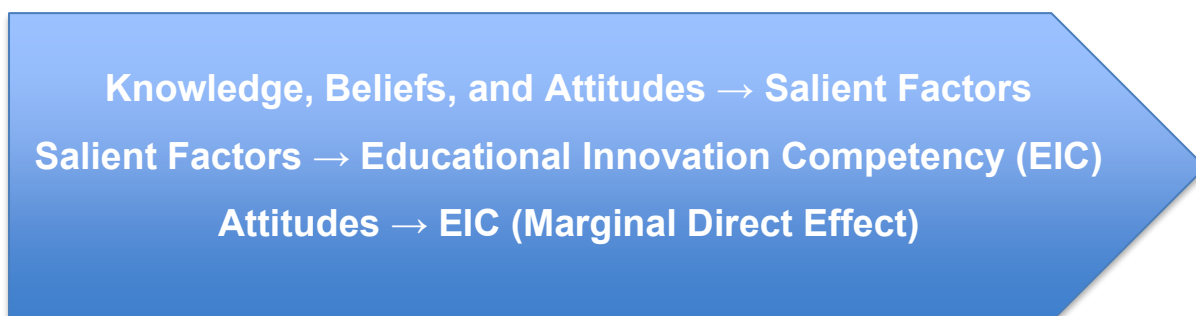 Knowledge, Beliefs, and Attitudes → Salient Factors
Salient Factors → Educational Innovation Competency (EIC)
Attitudes → EIC (Marginal Direct Effect)